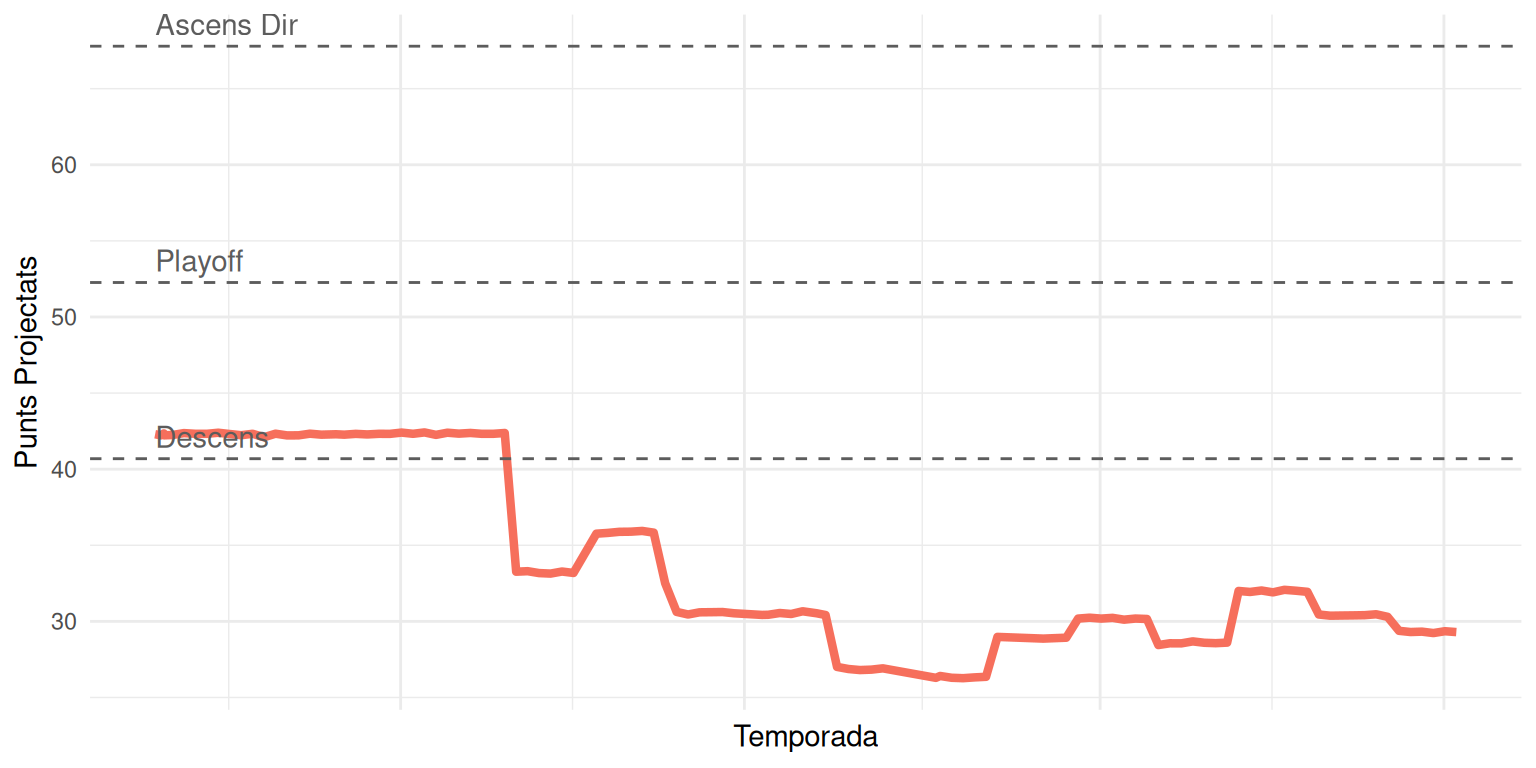 Ascens Dir
60
Playoff
50
Descens
40
30
Punts Projectats
Temporada